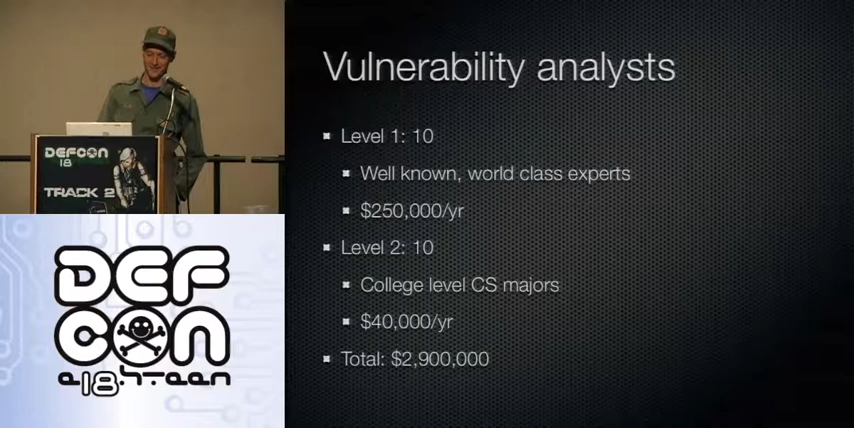 Vulnerability analysts
Level 1: 10
Well known, world class experts
$250,000/yr
Level 2: 10
College level CS majors
$40,000/yr
Total: $2,900,000
DEFCON
18
TRACK 2
DEF
CON
e18hteen